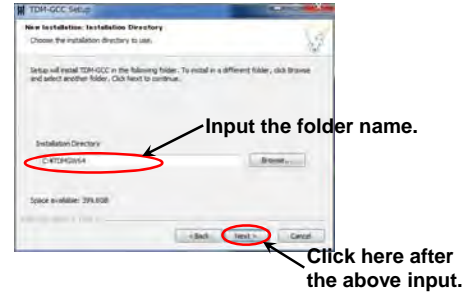 TDM-GCC Setup
New Installation: Installation Directory
Choose the installation directory to use.
Setup will install TDM-GCC in the following folder. To install in a different folder, click Browse
and select another folder. Click Next to continue.
Input the folder name.
Installation Directory
Browse...
Space available: 399.8GB
< Back
Next >
Cancel
Click here after
the above input.